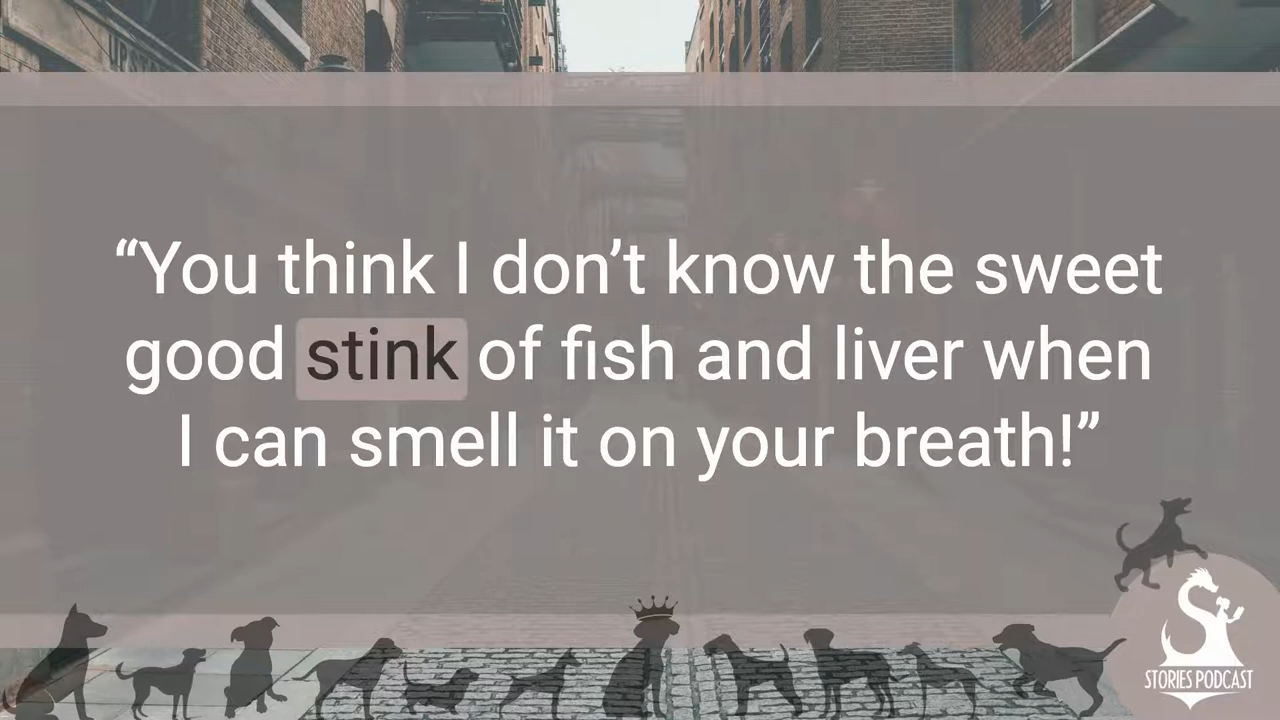 “You think I don’t know the sweet
good stink of fish and liver when
I can smell it on your breath!”
STORIES PODCAST